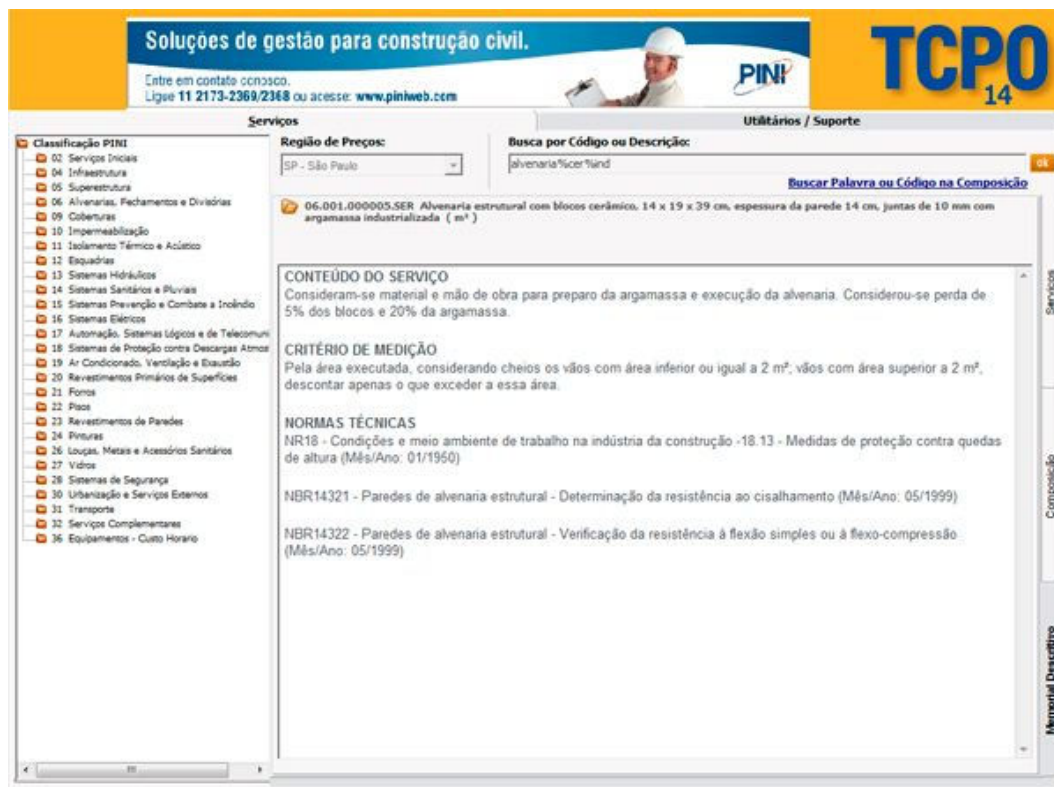 Soluções de gestão para construção civil.
Entre em contato conosco.
Ligue 11 2173-2369/2368 ou acesse: www.piniweb.com
PINI
TCPO
14
Serviços
Utilitários / Suporte
Classificação PINI
02 Serviços Iniciais
04 Infraestrutura
05 Superestrutura
06 Alvenarias, Fechamentos e Divisórias
09 Coberturas
10 Impermeabilização
11 Isolamento Térmico e Acústico
12 Esquadrias
13 Sistemas Hidráulicos
14 Sistemas Sanitários e Pluviais
15 Sistemas Prevenção e Combate a Incêndio
16 Sistemas Elétricos
17 Automação, Sistemas Lógicos e de Telecomuni
18 Sistemas de Proteção contra Descargas Atmos
19 Ar Condicionado, Ventilação e Exaustão
20 Revestimentos Primários de Superfícies
21 Forros
22 Pisos
23 Revestimentos de Paredes
24 Pinturas
26 Louças, Metais e Acessórios Sanitários
27 Vidros
28 Sistemas de Segurança
30 Urbanização e Serviços Externos
31 Transporte
32 Serviços Complementares
36 Equipamentos - Custo Horario
Região de Preços:
SP - São Paulo
Busca por Código ou Descrição:
alvenaria%cer%ind
ok
Buscar Palavra ou Código na Composição
06.001.000005.SER Alvenaria estrutural com blocos cerâmico, 14 x 19 x 39 cm, espessura da parede 14 cm, juntas de 10 mm com
argamassa industrializada ( m² )
CONTEÚDO DO SERVIÇO
Consideram-se material e mão de obra para preparo da argamassa e execução da alvenaria. Considerou-se perda de
5% dos blocos e 20% da argamassa.
CRITÉRIO DE MEDIÇÃO
Pela área executada, considerando cheios os vãos com área inferior ou igual a 2 m²; vãos com área superior a 2 m²,
descontar apenas o que exceder a essa área.
NORMAS TÉCNICAS
NR18 - Condições e meio ambiente de trabalho na indústria da construção -18.13 - Medidas de proteção contra quedas
de altura (Mês/Ano: 01/1950)
NBR14321 - Paredes de alvenaria estrutural - Determinação da resistência ao cisalhamento (Mês/Ano: 05/1999)
NBR14322 - Paredes de alvenaria estrutural - Verificação da resistência à flexão simples ou à flexo-compressão
(Mês/Ano: 05/1999)
Serviços
Composição
Memorial Descritivo